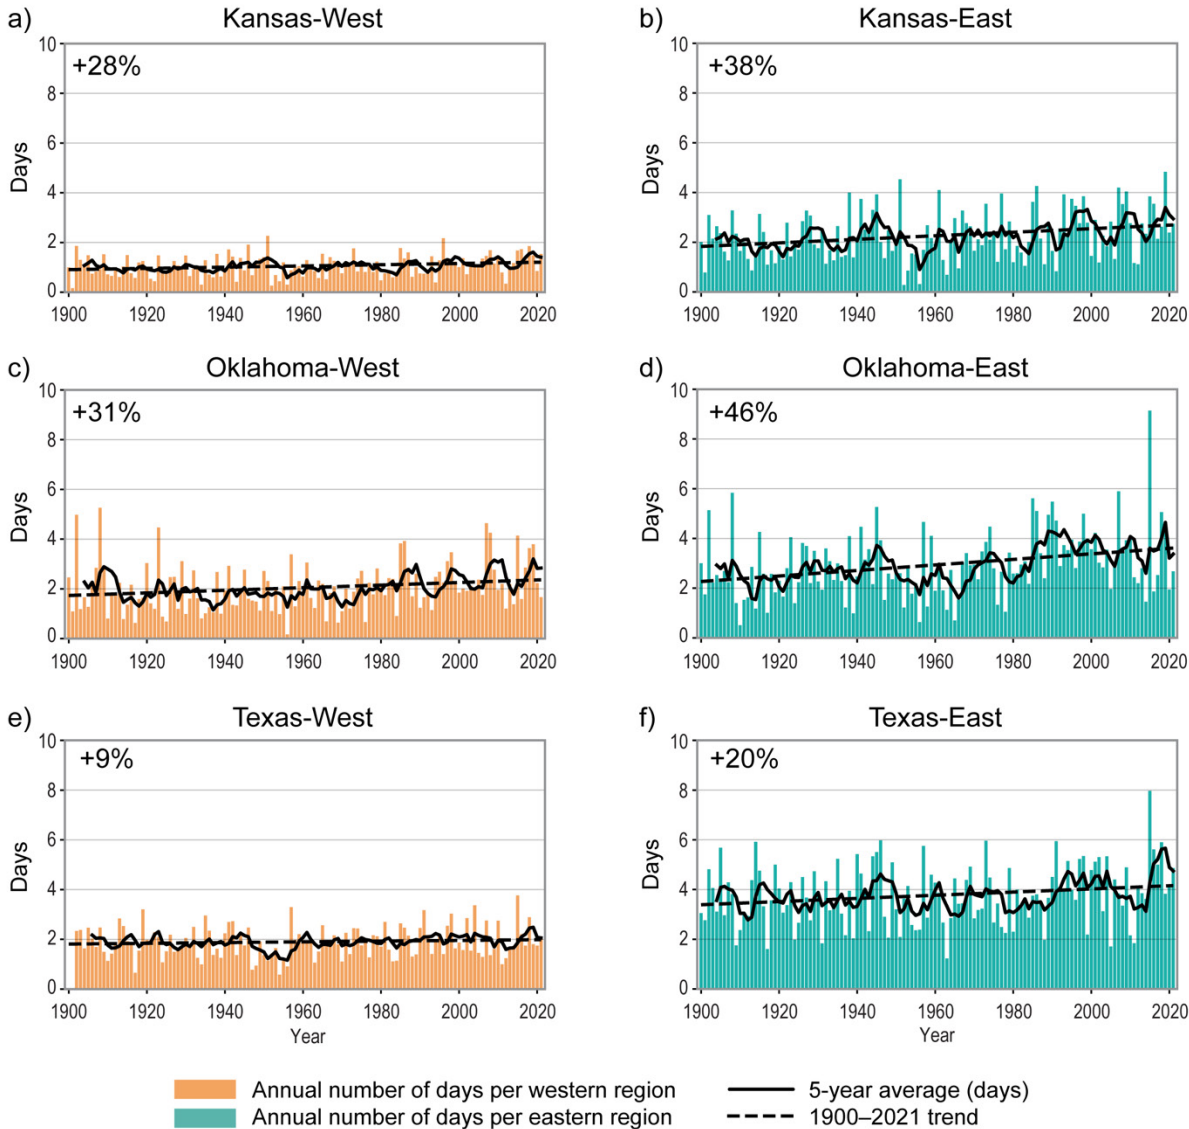 a) Kansas-West
+28%
10
8
6
4
2
0
Days
1900 1920 1940 1960 1980 2000 2020
b) Kansas-East
+38%
10
8
6
4
2
0
Days
1900 1920 1940 1960 1980 2000 2020
c) Oklahoma-West
+31%
10
8
6
4
2
0
Days
1900 1920 1940 1960 1980 2000 2020
d) Oklahoma-East
+46%
10
8
6
4
2
0
Days
1900 1920 1940 1960 1980 2000 2020
e) Texas-West
+9%
10
8
6
4
2
0
Days
1900 1920 1940 1960 1980 2000 2020
Year
f) Texas-East
+20%
10
8
6
4
2
0
Days
1900 1920 1940 1960 1980 2000 2020
Year
Annual number of days per western region
Annual number of days per eastern region
5-year average (days)
1900–2021 trend